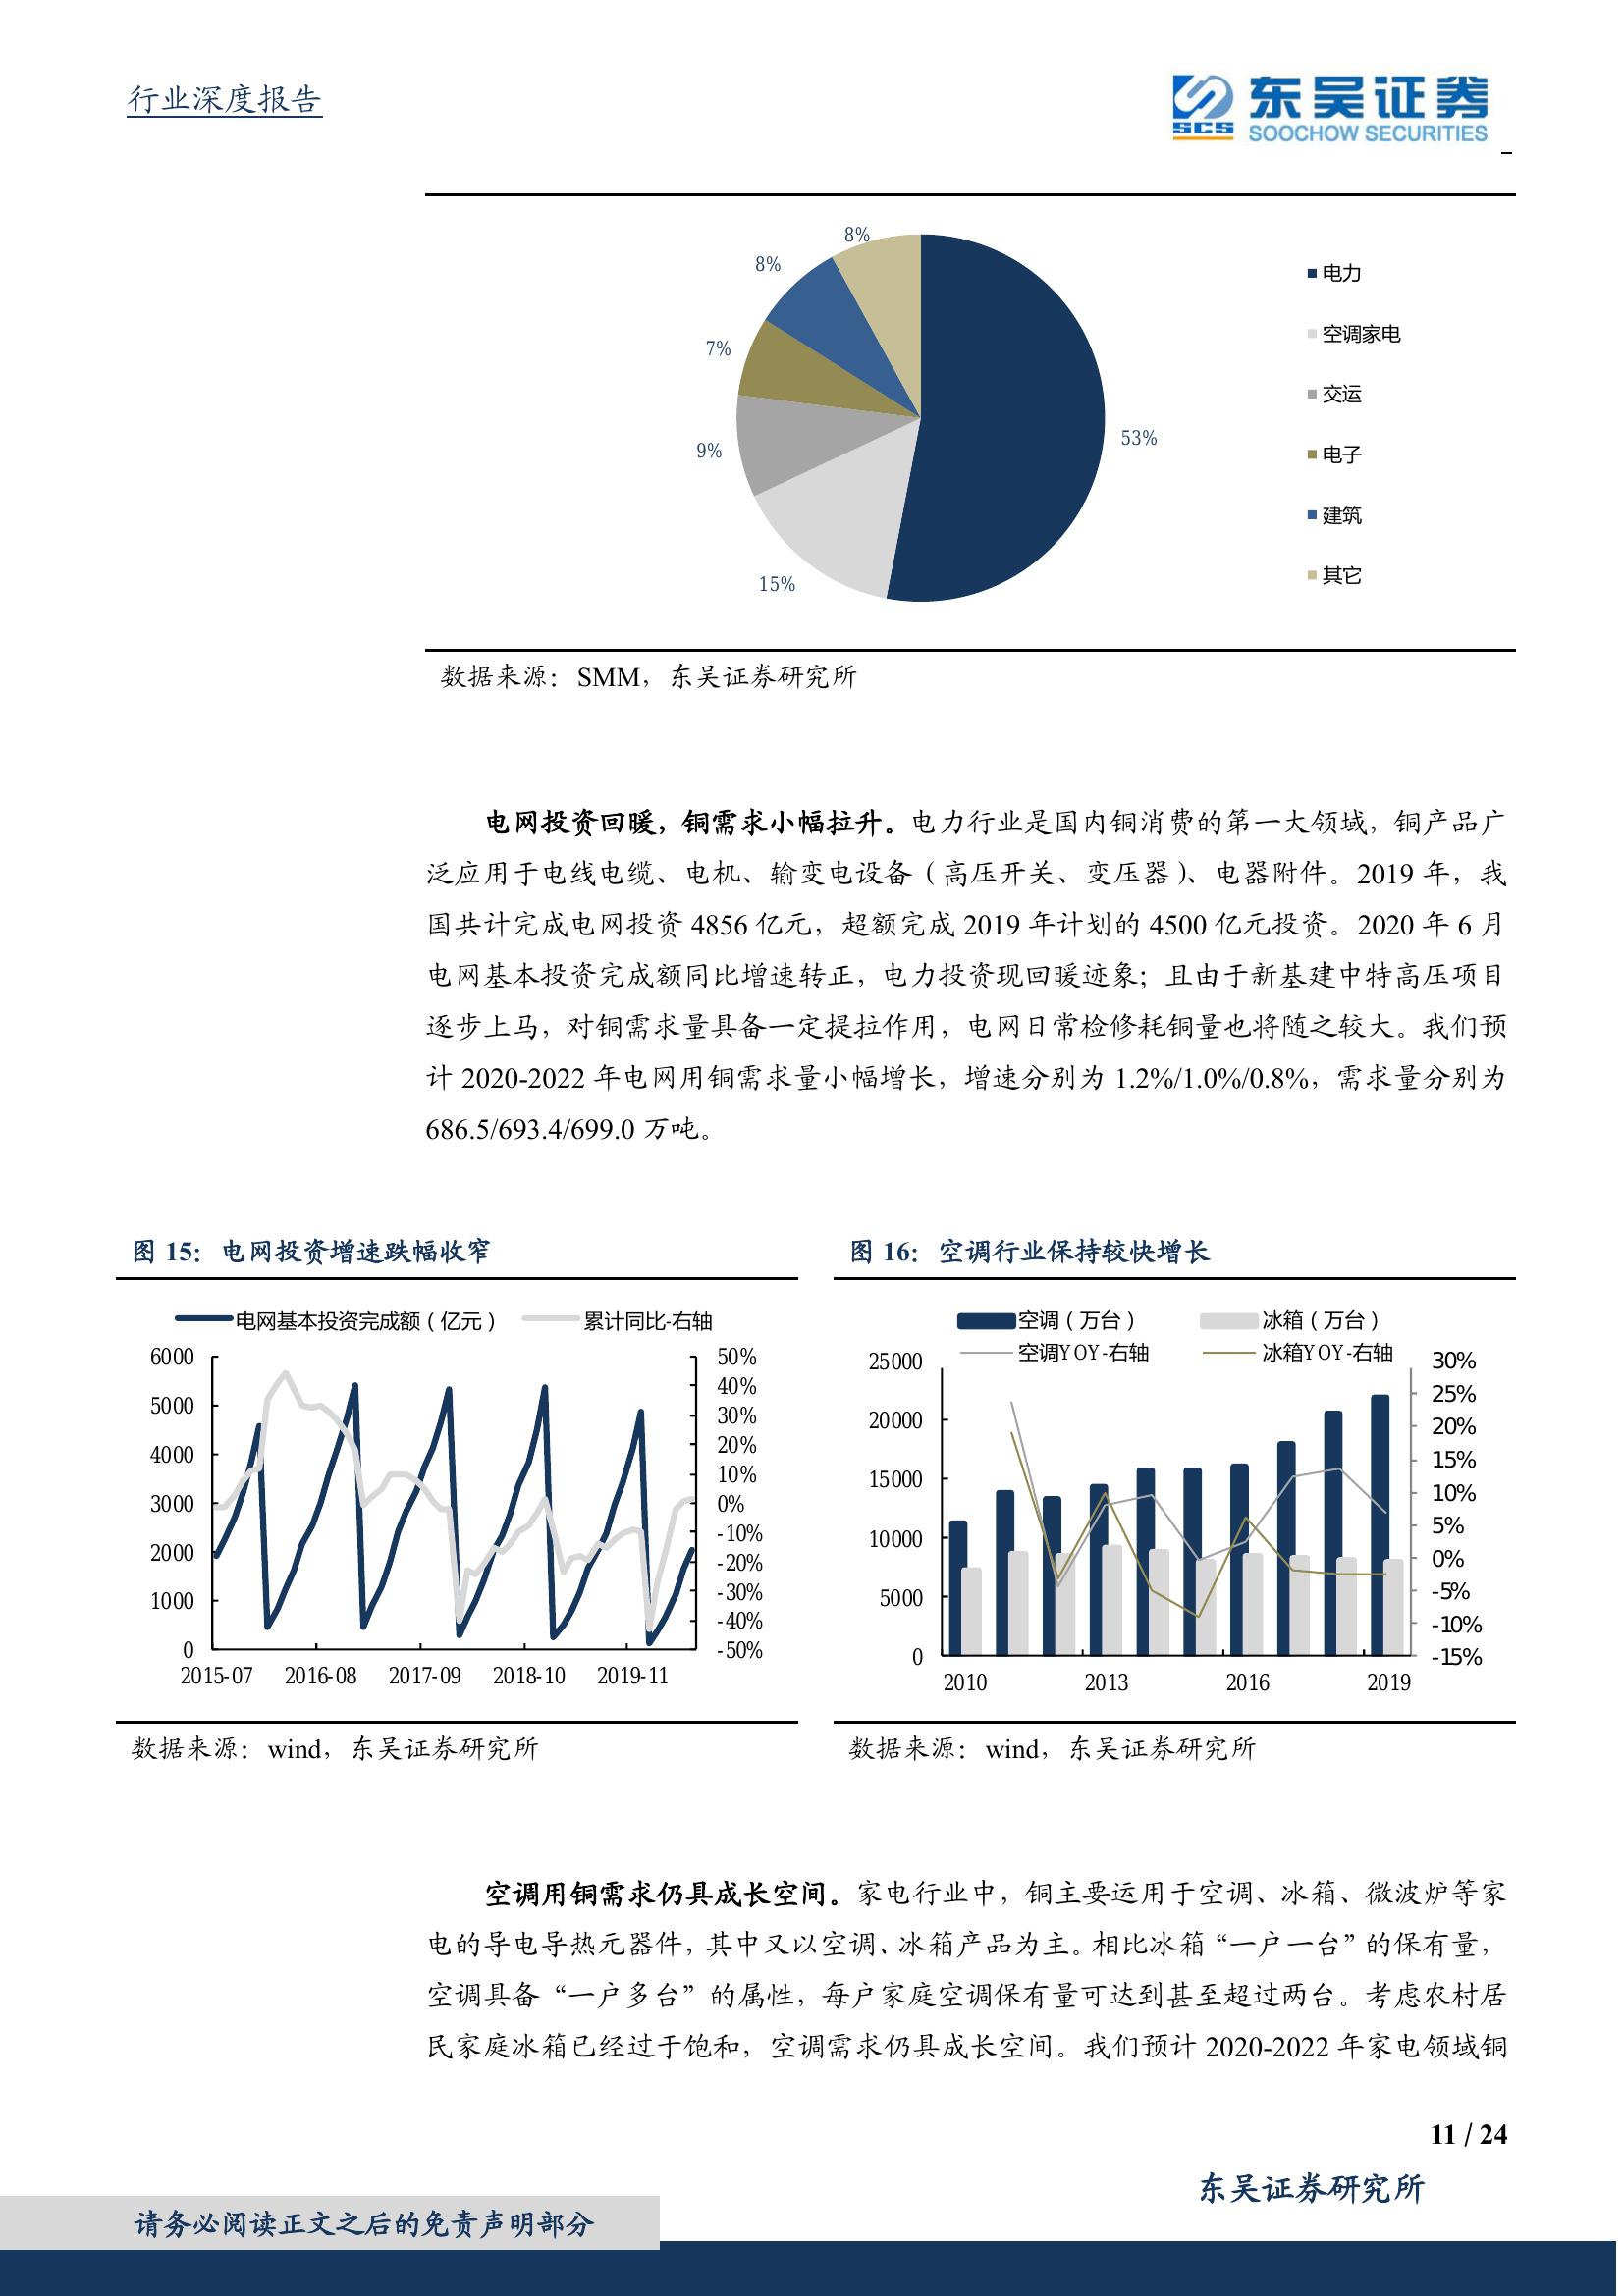 行业深度报告
SCS 东吴证券
SOOCHOW SECURITIES
8%
8%
7%
9%
15%
53%
电力
空调家电
交运
电子
建筑
其它
数据来源：SMM，东吴证券研究所
电网投资回暖，铜需求小幅拉升。电力行业是国内铜消费的第一大领域，铜产品广
泛应用于电线电缆、电机、输变电设备（高压开关、变压器）、电器附件。2019 年，我
国共计完成电网投资 4856 亿元，超额完成 2019 年计划的 4500 亿元投资。2020 年 6 月
电网基本投资完成额同比增速转正，电力投资现回暖迹象；且由于新基建中特高压项目
逐步上马，对铜需求量具备一定提拉作用，电网日常检修耗铜量也将随之较大。我们预
计 2020-2022 年电网用铜需求量小幅增长，增速分别为 1.2%/1.0%/0.8%，需求量分别为
686.5/693.4/699.0 万吨。
图 15：电网投资增速跌幅收窄
电网基本投资完成额（亿元） 累计同比-右轴
6000
5000
4000
3000
2000
1000
0
50%
40%
30%
20%
10%
0%
-10%
-20%
-30%
-40%
-50%
2015-07 2016-08 2017-09 2018-10 2019-11
数据来源：wind，东吴证券研究所
图 16：空调行业保持较快增长
空调（万台） 冰箱（万台）
空调YOY-右轴 冰箱YOY-右轴
25000
20000
15000
10000
5000
0
30%
25%
20%
15%
10%
5%
0%
-5%
-10%
-15%
2010 2013 2016 2019
数据来源：wind，东吴证券研究所
空调用铜需求仍具成长空间。家电行业中，铜主要运用于空调、冰箱、微波炉等家
电的导电导热元器件，其中又以空调、冰箱产品为主。相比冰箱“一户一台”的保有量，
空调具备“一户多台”的属性，每户家庭空调保有量可达到甚至超过两台。考虑农村居
民家庭冰箱已经过于饱和，空调需求仍具成长空间。我们预计 2020-2022 年家电领域铜
11 / 24
东吴证券研究所
请务必阅读正文之后的免责声明部分